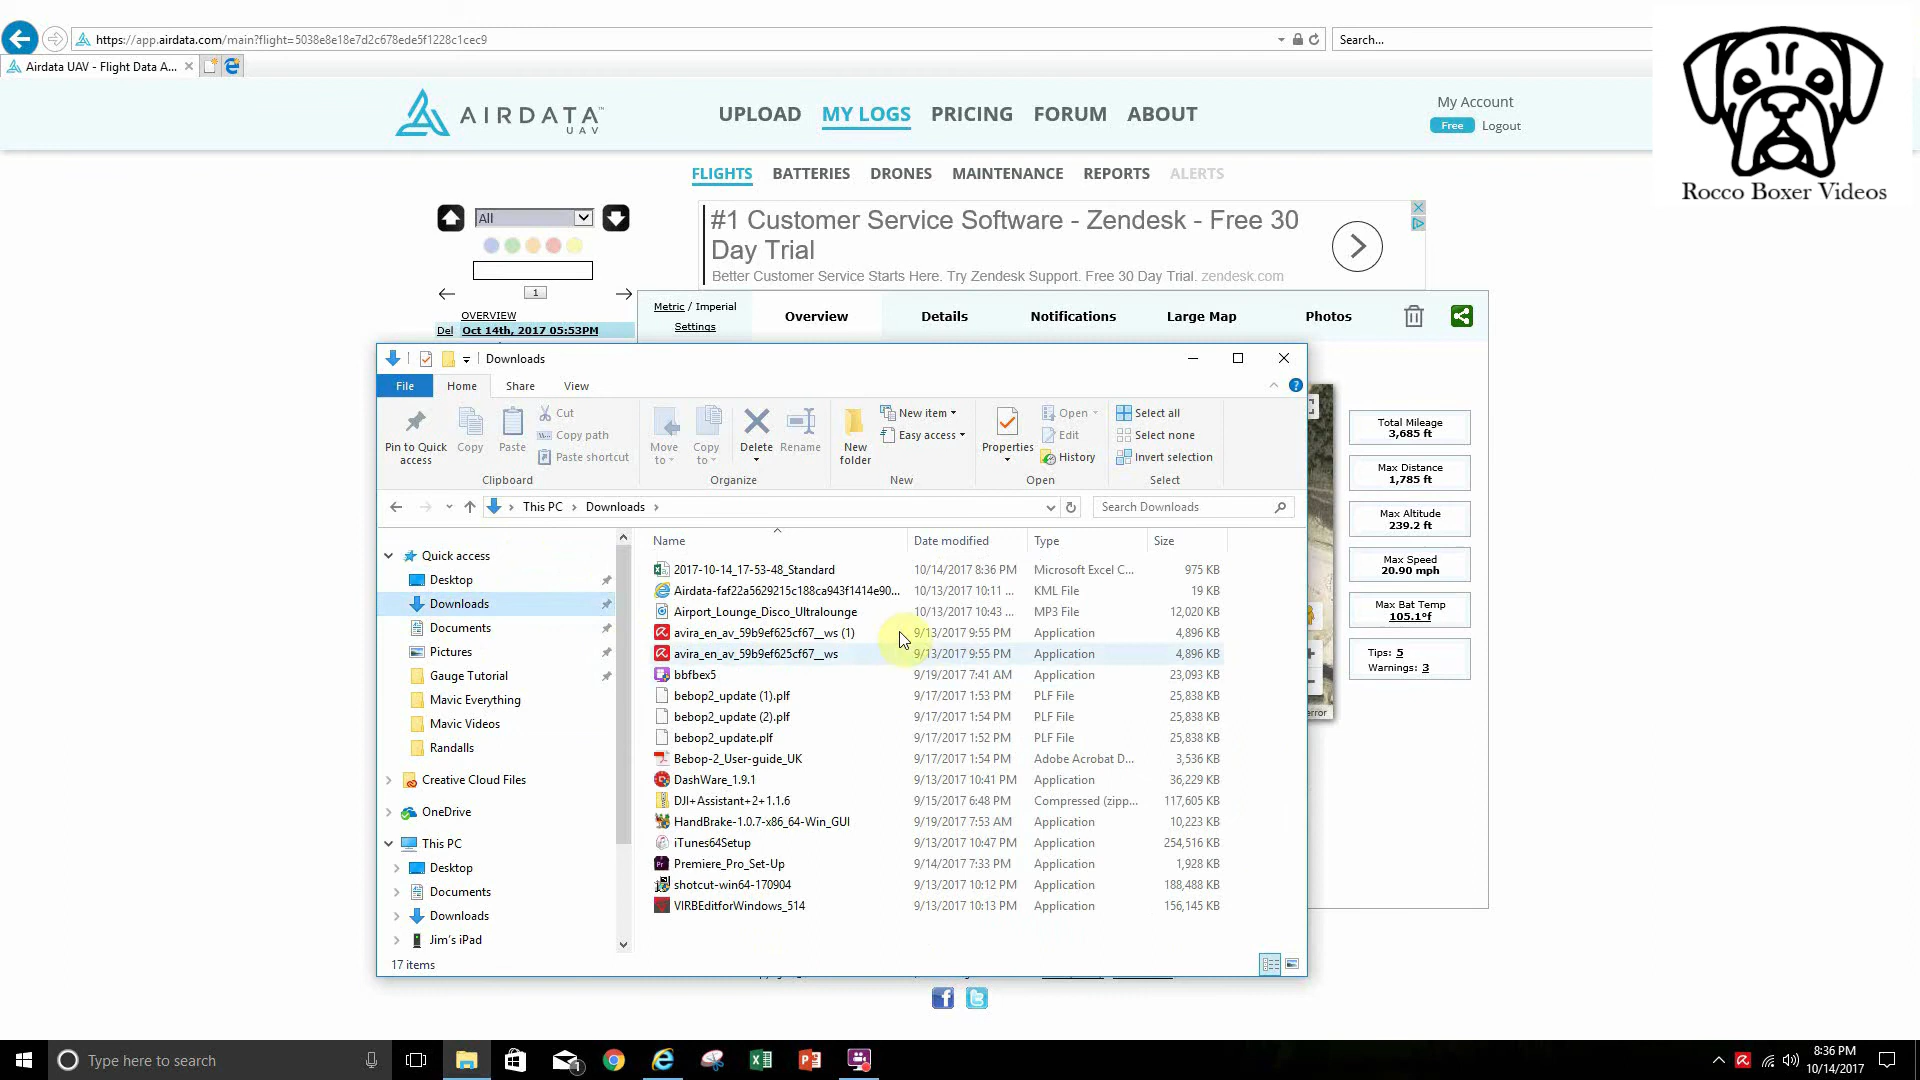 https://app.airdata.com/main?flight=5038e8e18e7d2c678ede5f1228c1cec9
Search...
Airdata UAV - Flight Data A...
AIRDATA
UAV
UPLOAD
MY LOGS
PRICING
FORUM
ABOUT
My Account
Free
Logout
Rocco Boxer Videos
FLIGHTS
BATTERIES
DRONES
MAINTENANCE
REPORTS
ALERTS
All
#1 Customer Service Software - Zendesk - Free 30
Day Trial
Better Customer Service Starts Here. Try Zendesk Support. Free 30 Day Trial. zendesk.com
1
OVERVIEW
Del Oct 14th, 2017 05:53PM
Metric / Imperial
Settings
Overview
Details
Notifications
Large Map
Photos
Total Mileage
3,685 ft
Max Distance
1,785 ft
Max Altitude
239.2 ft
Max Speed
20.90 mph
Max Bat Temp
105.1ºf
Tips: 5
Warnings: 3
error
Downloads
File
Home
Share
View
Pin to Quick
access
Copy
Paste
Cut
Copy path
Paste shortcut
Clipboard
Move
to
Copy
to
Delete
Rename
Organize
New
folder
New item
Easy access
New
Properties
Open
Edit
History
Open
Select all
Select none
Invert selection
Select
This PC
Downloads
Search Downloads
Quick access
Desktop
Downloads
Documents
Pictures
Gauge Tutorial
Mavic Everything
Mavic Videos
Randalls
Creative Cloud Files
OneDrive
This PC
Desktop
Documents
Downloads
Jim's iPad
Name Date modified Type Size
2017-10-14_17-53-48_Standard 10/14/2017 8:36 PM Microsoft Excel C... 975 KB
Airdata-faf22a5629215c188ca943f1414e90... 10/13/2017 10:11 ... KML File 19 KB
Airport_Lounge_Disco_Ultralounge 10/13/2017 10:43 ... MP3 File 12,020 KB
avira_en_av_59b9ef625cf67__ws (1) 9/13/2017 9:55 PM Application 4,896 KB
avira_en_av_59b9ef625cf67__ws 9/13/2017 9:55 PM Application 4,896 KB
bbfbex5 9/19/2017 7:41 AM Application 23,093 KB
bebop2_update (1).plf 9/17/2017 1:53 PM PLF File 25,838 KB
bebop2_update (2).plf 9/17/2017 1:54 PM PLF File 25,838 KB
bebop2_update.plf 9/17/2017 1:52 PM PLF File 25,838 KB
Bebop-2_User-guide_UK 9/17/2017 1:54 PM Adobe Acrobat D... 3,536 KB
DashWare_1.9.1 9/13/2017 10:41 PM Application 36,229 KB
DJI+Assistant+2+1.1.6 9/15/2017 6:48 PM Compressed (zipp... 117,605 KB
HandBrake-1.0.7-x86_64-Win_GUI 9/19/2017 7:53 AM Application 10,223 KB
iTunes64Setup 9/13/2017 10:47 PM Application 254,516 KB
Premiere_Pro_Set-Up 9/14/2017 7:33 PM Application 1,928 KB
shotcut-win64-170904 9/13/2017 10:12 PM Application 188,488 KB
VIRBEditforWindows_514 9/13/2017 10:13 PM Application 156,145 KB
17 items
Type here to search
8:36 PM
10/14/2017